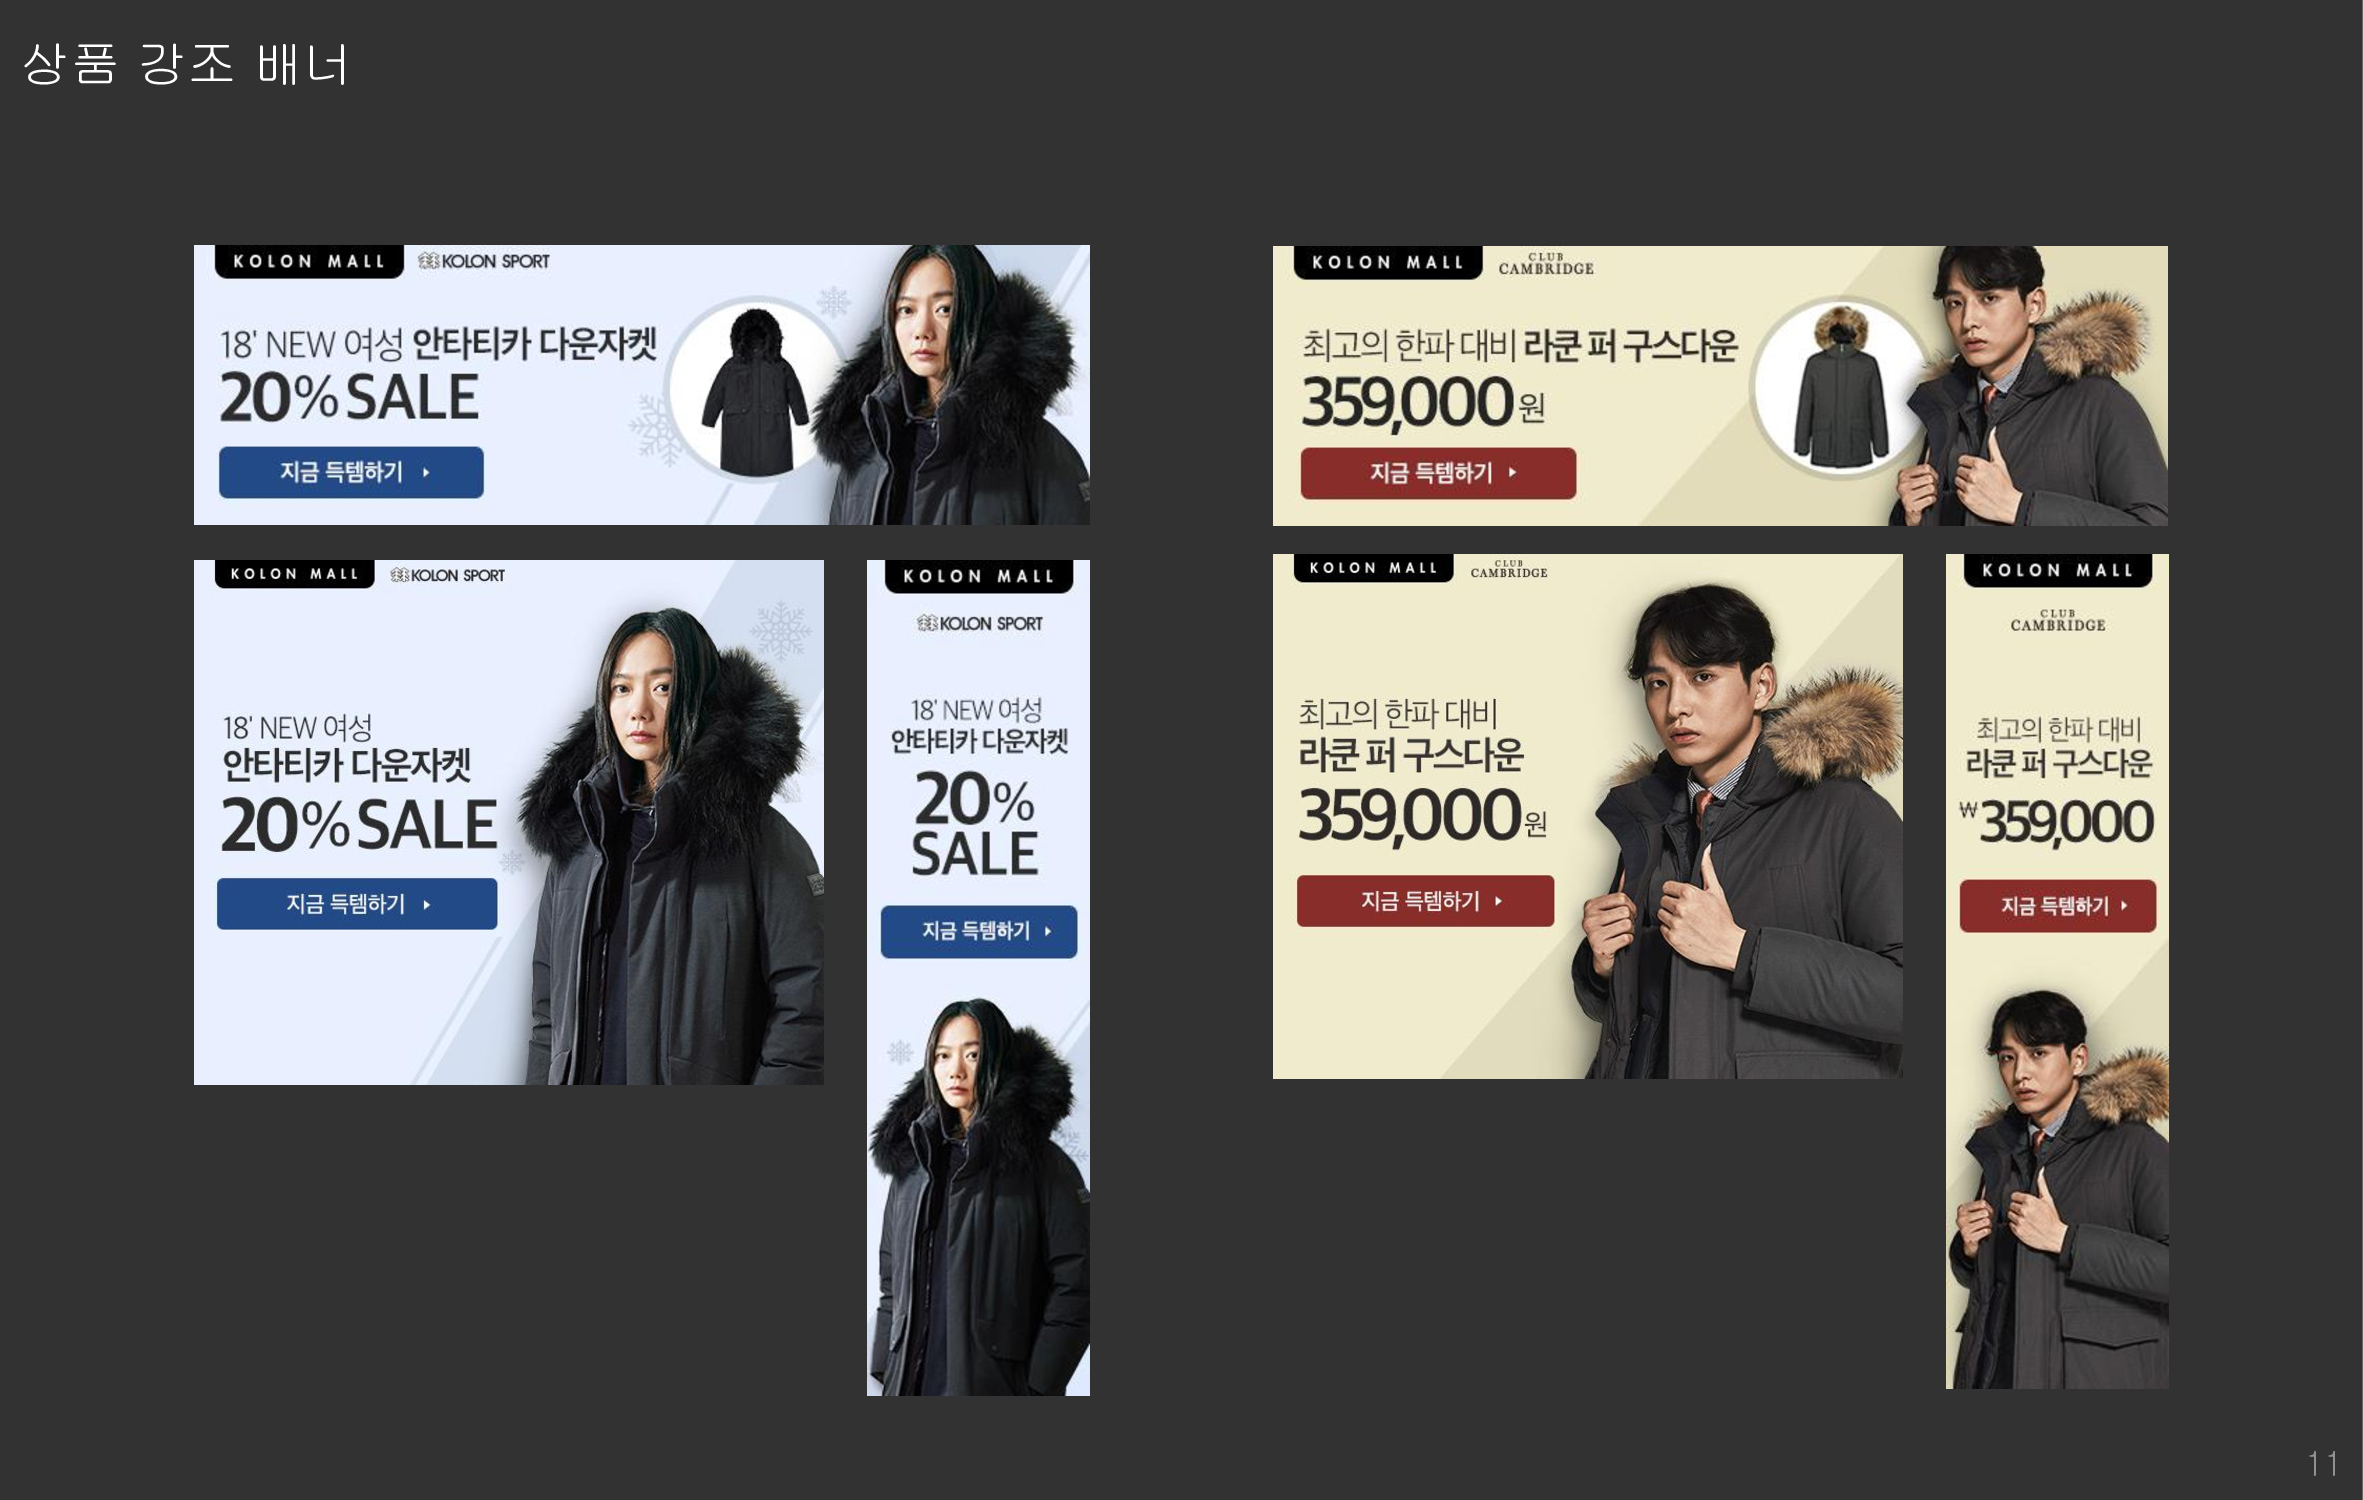 상품 강조 배너
KOLON MALL KOLON SPORT
18' NEW 여성 안타티카 다운자켓
20% SALE
지금 득템하기
KOLON MALL KOLON SPORT
18' NEW 여성
안타티카 다운자켓
20% SALE
지금 득템하기
KOLON MALL
KOLON SPORT
18' NEW 여성
안타티카 다운자켓
20%
SALE
지금 득템하기
KOLON MALL CLUB CAMBRIDGE
최고의 한파 대비 라쿤 퍼 구스다운
359,000원
지금 득템하기
KOLON MALL CLUB CAMBRIDGE
최고의 한파 대비
라쿤 퍼 구스다운
359,000원
지금 득템하기
KOLON MALL
CLUB
CAMBRIDGE
최고의 한파 대비
라쿤 퍼 구스다운
₩359,000
지금 득템하기
11